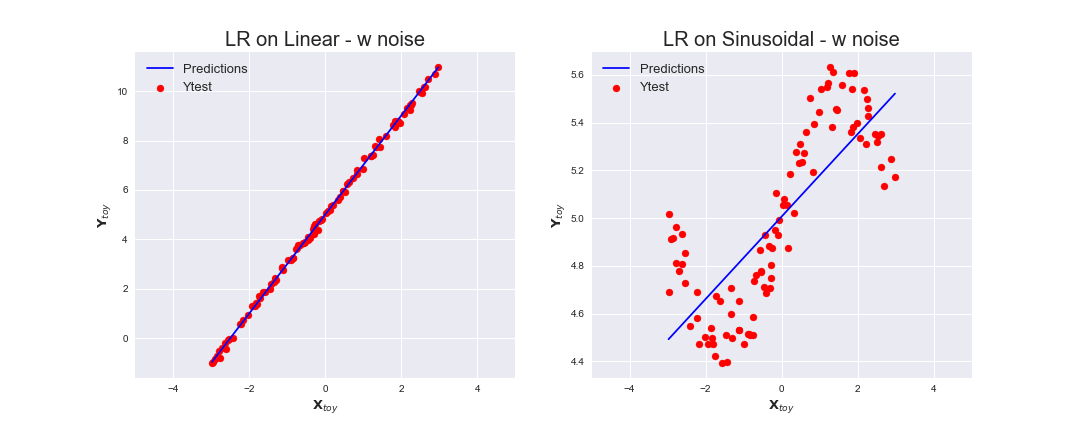 LR on Linear - w noise
Predictions
Ytest
10
8
6
4
2
0
−4 −2 0 2 4
X_toy
Y_toy
LR on Sinusoidal - w noise
Predictions
Ytest
5.6
5.4
5.2
5.0
4.8
4.6
4.4
−4 −2 0 2 4
X_toy
Y_toy